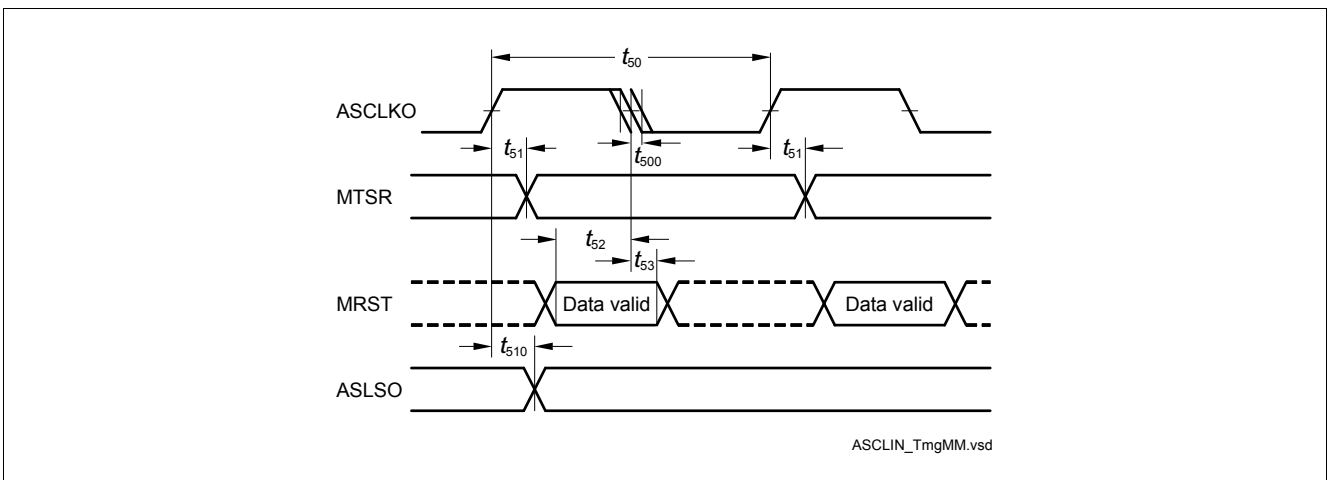 t50
ASCLKO
t51
t500
t51
MTSR
t52
t53
MRST
Data valid
Data valid
t510
ASLSO
ASCLIN_TmgMM.vsd